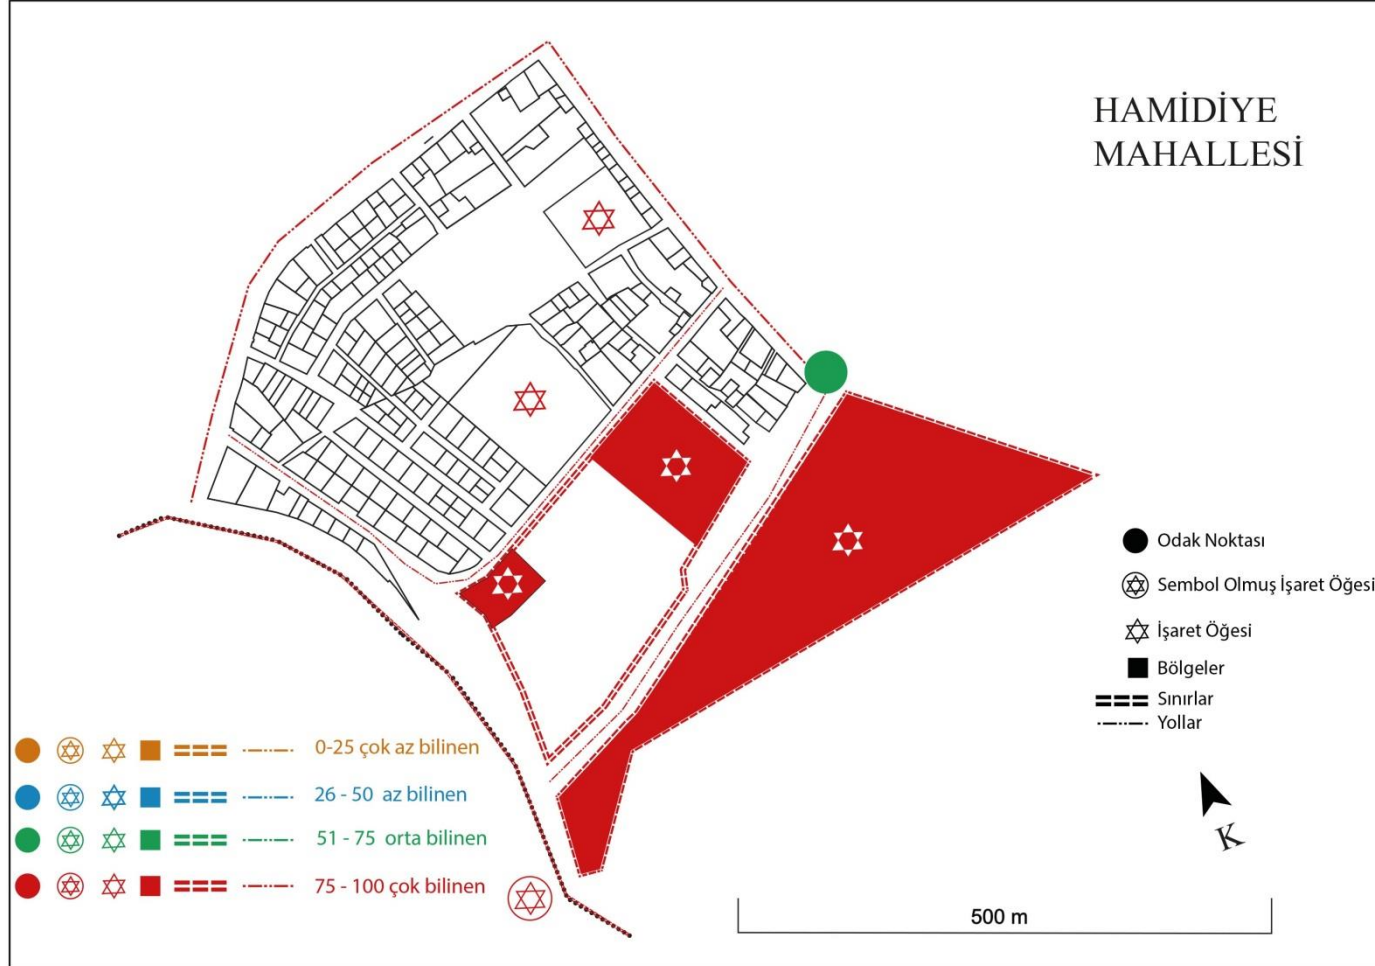 HAMİDİYE
MAHALLESİ
Odak Noktası
Sembol Olmuş İşaret Öğesi
İşaret Öğesi
Bölgeler
Sınırlar
Yollar
0-25 çok az bilinen
26 - 50 az bilinen
51 - 75 orta bilinen
75 - 100 çok bilinen
K
500 m